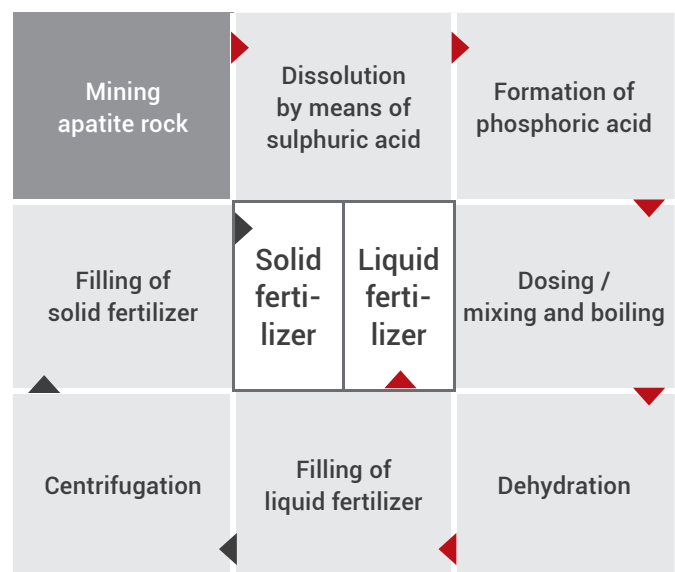 Mining
apatite rock
Dissolution
by means of
sulphuric acid
Formation of
phosphoric acid
Filling of
solid fertilizer
Solid
ferti-
lizer
Liquid
ferti-
lizer
Dosing /
mixing and boiling
Centrifugation
Filling of
liquid fertilizer
Dehydration